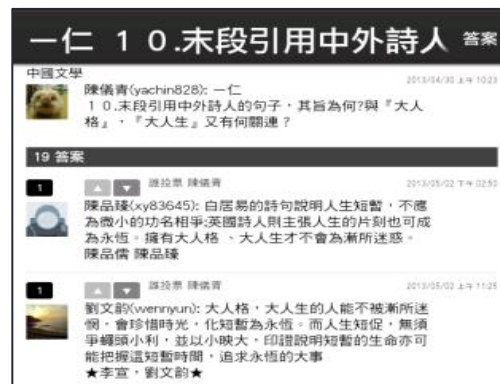 一仁 １０.末段引用中外詩人 答案
中國文學
2013/04/30 上午 10:23
陳儀青(yachin828): 一仁
１０.末段引用中外詩人的句子，其旨為何?與『大人
格』，『大人生』又有何關連？
19 答案
1
誰投票 陳儀青
2013/05/02 下午 02:50
陳品臻(xy83645): 白居易的詩句說明人生短暫，不應
為微小的功名相爭;英國詩人則主張人生的片刻也可成
為永恆。擁有大人格 、大人生才不會為漸所迷惑。
陳品儒 陳品臻
1
誰投票 陳儀青
2013/05/02 上午 11:25
劉文韵(wennyun): 大人格，大人生的人能不被漸所迷
惘，會珍惜時光，化短暫為永恆。而人生短促，無須
爭蠅頭小利，並以小映大，印證說明短暫的生命亦可
能把握這短暫時間，追求永恆的大事
★李宣，劉文韵★